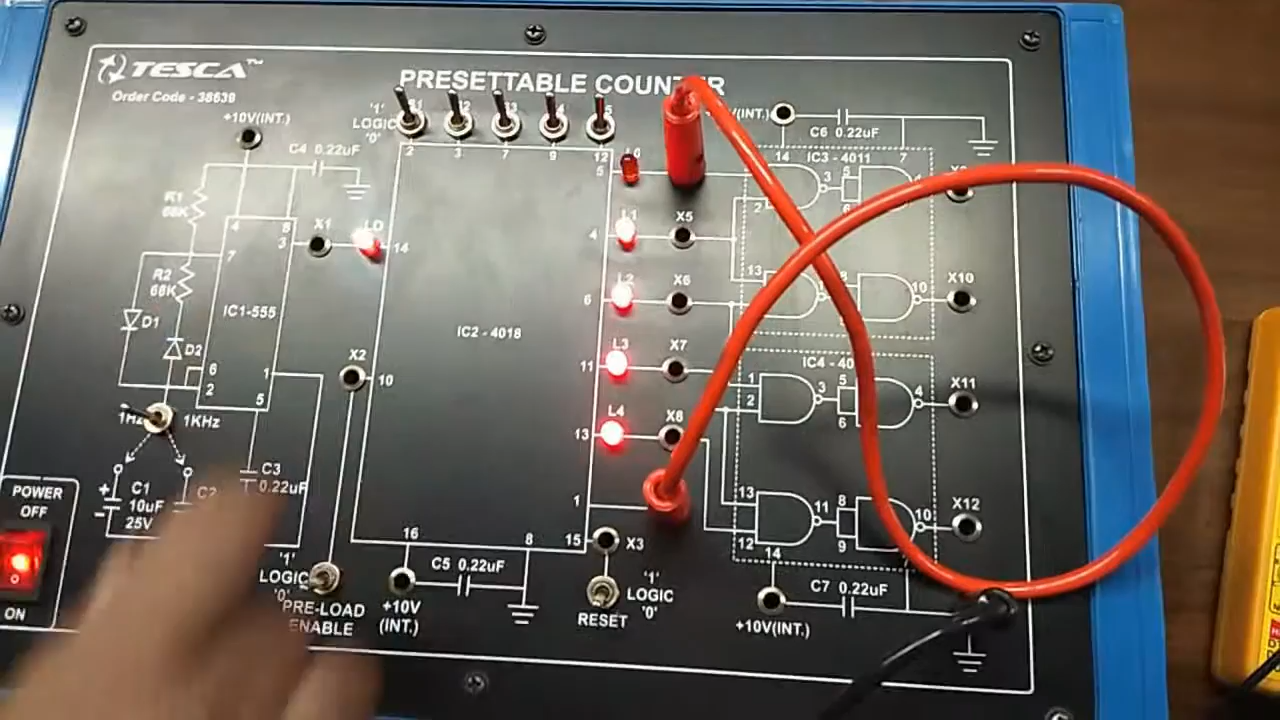 TESCA™
Order Code - 38639
PRESETTABLE COUNTER
+10V(INT.)
'1'
LOGIC
'0'
2
3
7
9
12
C4 0.22uF
R1
68K
4
8
3
X1
LD
14
7
R2
68K
IC1-555
D1
D2
6
2
1
5
1Hz
1KHz
C3
0.22uF
C1
10uF
25V
+
-
C2
POWER
OFF
ON
X2
10
IC2 - 4018
5
L0
4
L1
X5
6
L2
X6
11
L3
X7
13
L4
X8
1
15
X3
16
8
C5 0.22uF
+10V
(INT.)
'1'
LOGIC
'0'
PRE-LOAD
ENABLE
'1'
LOGIC
'0'
RESET
(INT.)
C6 0.22uF
14
IC3 - 4011
7
3
5
2
6
13
10
X10
1
2
3
5
6
4
X11
13
12
11
8
9
10
X12
14
7
C7 0.22uF
+10V(INT.)